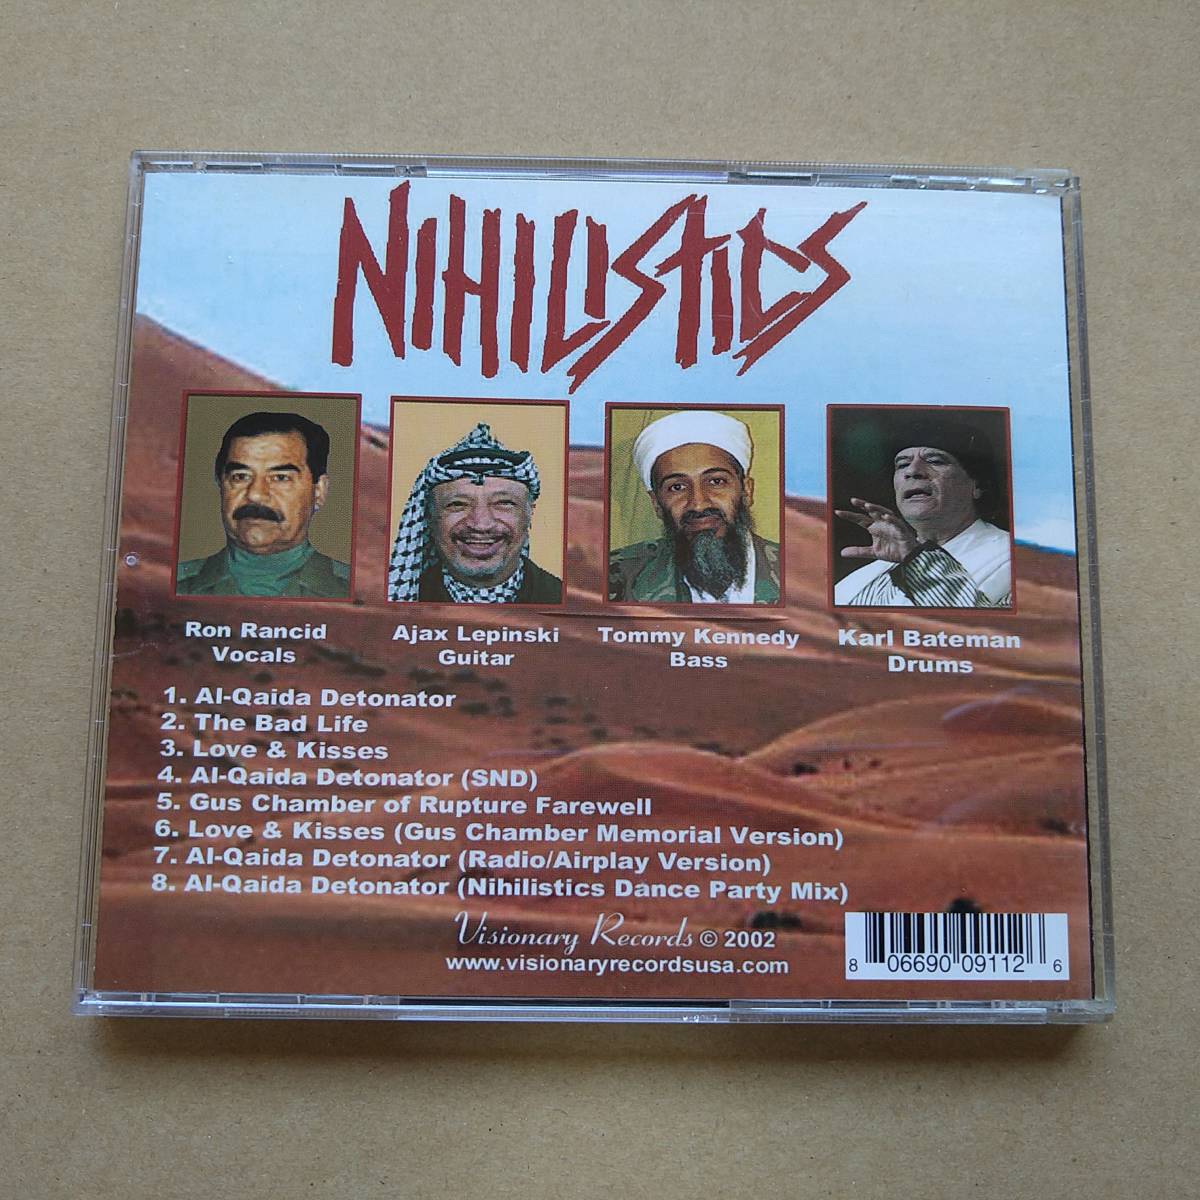 NIHILISTICS
Ron Rancid
Vocals
Ajax Lepinski
Guitar
Tommy Kennedy
Bass
Karl Bateman
Drums
1. Al-Qaida Detonator
2. The Bad Life
3. Love & Kisses
4. Al-Qaida Detonator (SND)
5. Gus Chamber of Rupture Farewell
6. Love & Kisses (Gus Chamber Memorial Version)
7. Al-Qaida Detonator (Radio/Airplay Version)
8. Al-Qaida Detonator (Nihilistics Dance Party Mix)
Visionary Records © 2002
www.visionaryrecordsusa.com
8 06690 09112 6